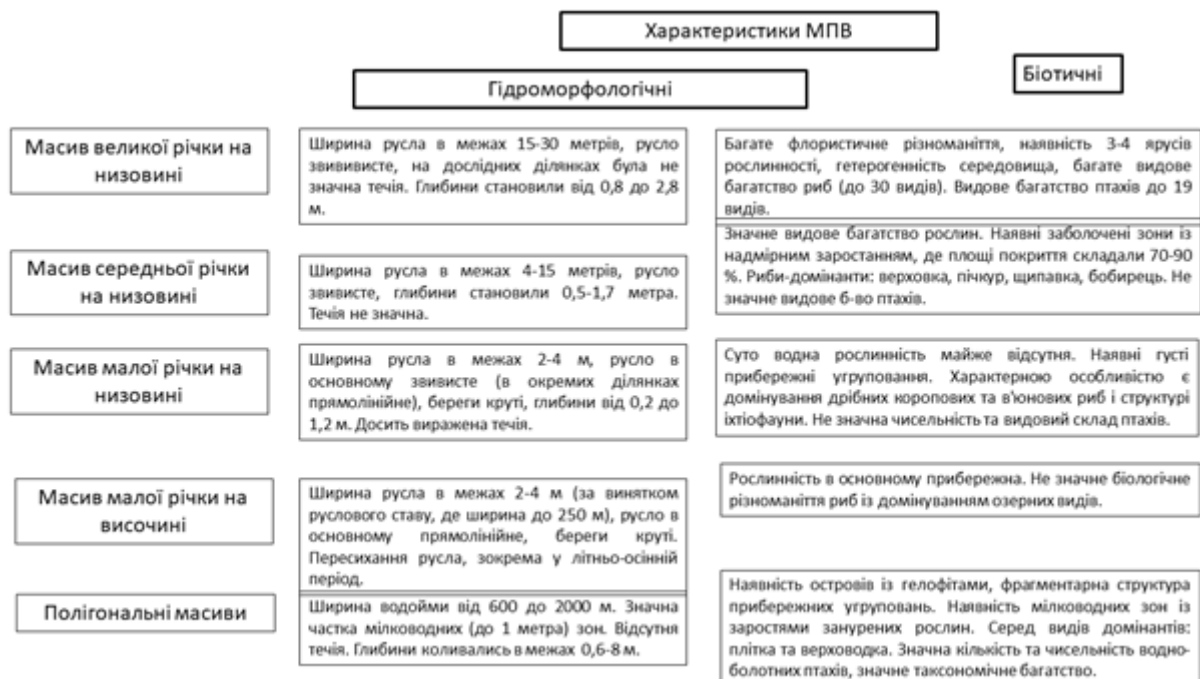 Характеристики МПВ
Гідроморфологічні
Біотичні
Масив великої річки на
низовині
Ширина русла в межах 15-30 метрів, русло
звививисте, на дослідних ділянках була не
значна течія. Глибини становили від 0,8 до 2,8
м.
Багате флористичне різноманіття, наявність 3-4 ярусів
рослинності, гетерогенність середовища, багате видове
багатство риб (до 30 видів). Видове багатство птахів до 19
видів.
Масив середньої річки
на низовині
Ширина русла в межах 4-15 метрів, русло
звивисте, глибини становили 0,5-1,7 метра.
Течія не значна.
Значне видове багатство рослин. Наявні заболочені зони із
надмірним заростанням, де площі покриття складали 70-90
%. Риби-домінанти: верховка, пічкур, щипавка, бобирець. Не
значне видове б-во птахів.
Масив малої річки на
низовині
Ширина русла в межах 2-4 м, русло в
основному звивисте (в окремих ділянках
прямолінійне), береги круті, глибини від 0,2 до
1,2 м. Досить виражена течія.
Суто водна рослинність майже відсутня. Наявні густі
прибережні угруповання. Характерною особливістю є
домінування дрібних коропових та в'юнових риб і структурі
іхтіофауни. Не значна чисельність та видовий склад птахів.
Масив малої річки на
височині
Ширина русла в межах 2-4 м (за винятком
руслового ставу, де ширина до 250 м), русло в
основному прямолінійне, береги круті.
Пересихання русла, зокрема у літньо-осінній
період.
Рослинність в основному прибережна. Не значне біологічне
різноманіття риб із домінуванням озерних видів.
Полігональні масиви
Ширина водойми від 600 до 2000 м. Значна
частка мілководних (до 1 метра) зон. Відсутня
течія. Глибини коливались в межах 0,6-8 м.
Наявність островів із гелофітами, фрагментарна структура
прибережних угруповань. Наявність мілководних зон із
заростями занурених рослин. Серед видів домінантів:
плітка та верховодка. Значна кількість та чисельність водно-
болотних птахів, значне таксономічне багатство.